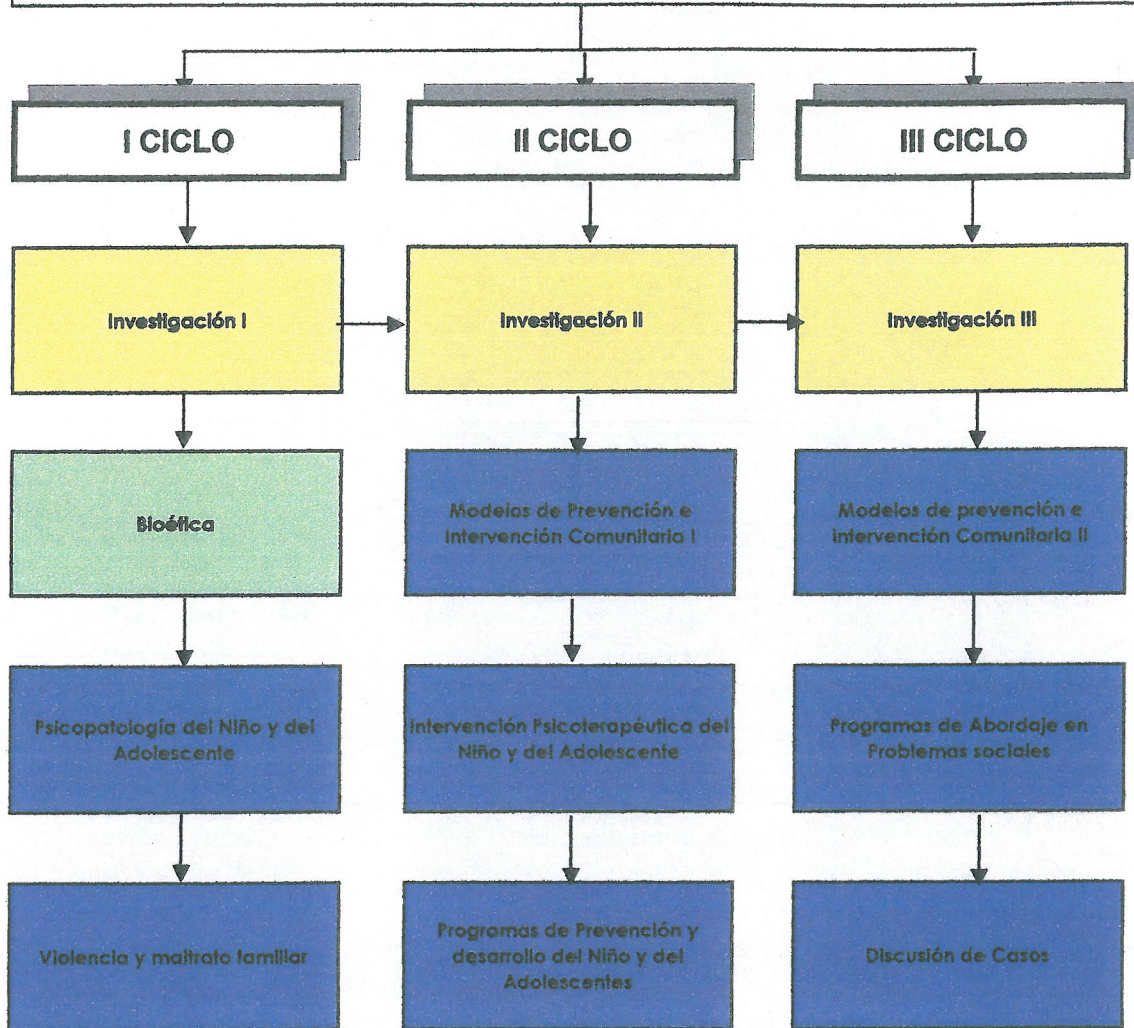 I CICLO
II CICLO
III CICLO
Investigación I
Investigación II
Investigación III
Bioética
Modelos de Prevención e
Intervención Comunitaria I
Modelos de prevención e
Intervención Comunitaria II
Psicopatología del Niño y del
Adolescente
Intervención Psicoterapéutica del
Niño y del Adolescente
Programas de Abordaje en
Problemas sociales
Violencia y maltrato familiar
Programas de Prevención y
desarrollo del Niño y del
Adolescentes
Discusión de Casos